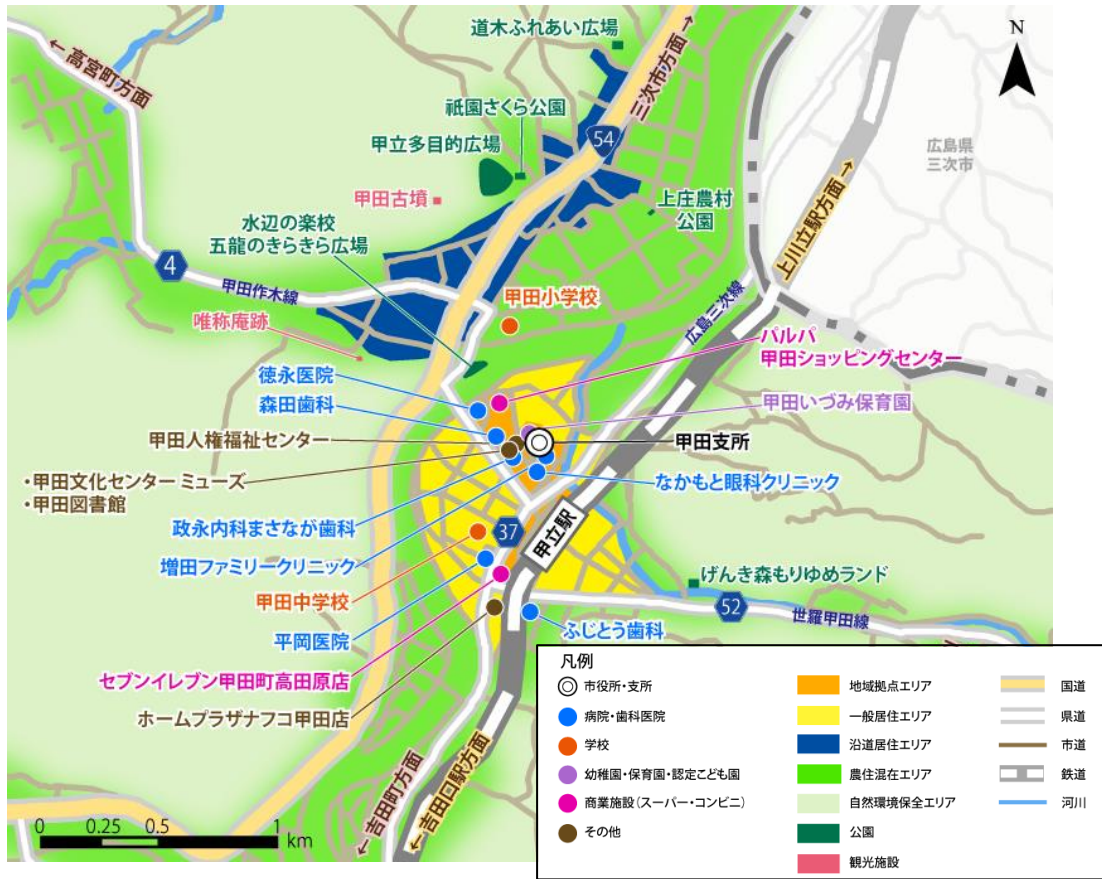 道木ふれあい広場
N
← 高宮町方面
三次市方面 →
祇園さくら公園
甲立多目的広場
54
広島県
三次市
甲田古墳
上庄農村
公園
水辺の楽校
五龍のきらきら広場
上川立駅方面 →
4
甲田作木線
甲田小学校
広島三次線
唯称庵跡
パルパ
甲田ショッピングセンター
徳永医院
森田歯科
甲田いづみ保育園
甲田人権福祉センター
甲田支所
・甲田文化センター ミューズ
・甲田図書館
なかもと眼科クリニック
政永内科まさなが歯科
37
甲立駅
増田ファミリークリニック
げんき森もりゆめランド
甲田中学校
52
世羅甲田線
平岡医院
ふじとう歯科
セブンイレブン甲田町高田原店
ホームプラザナフコ甲田店
← 吉田町方面
← 吉田口駅方面
0 0.25 0.5 1
km
凡例
市役所・支所
病院・歯科医院
学校
幼稚園・保育園・認定こども園
商業施設(スーパー・コンビニ)
その他
地域拠点エリア
一般居住エリア
沿道居住エリア
農住混在エリア
自然環境保全エリア
公園
観光施設
国道
県道
市道
鉄道
河川